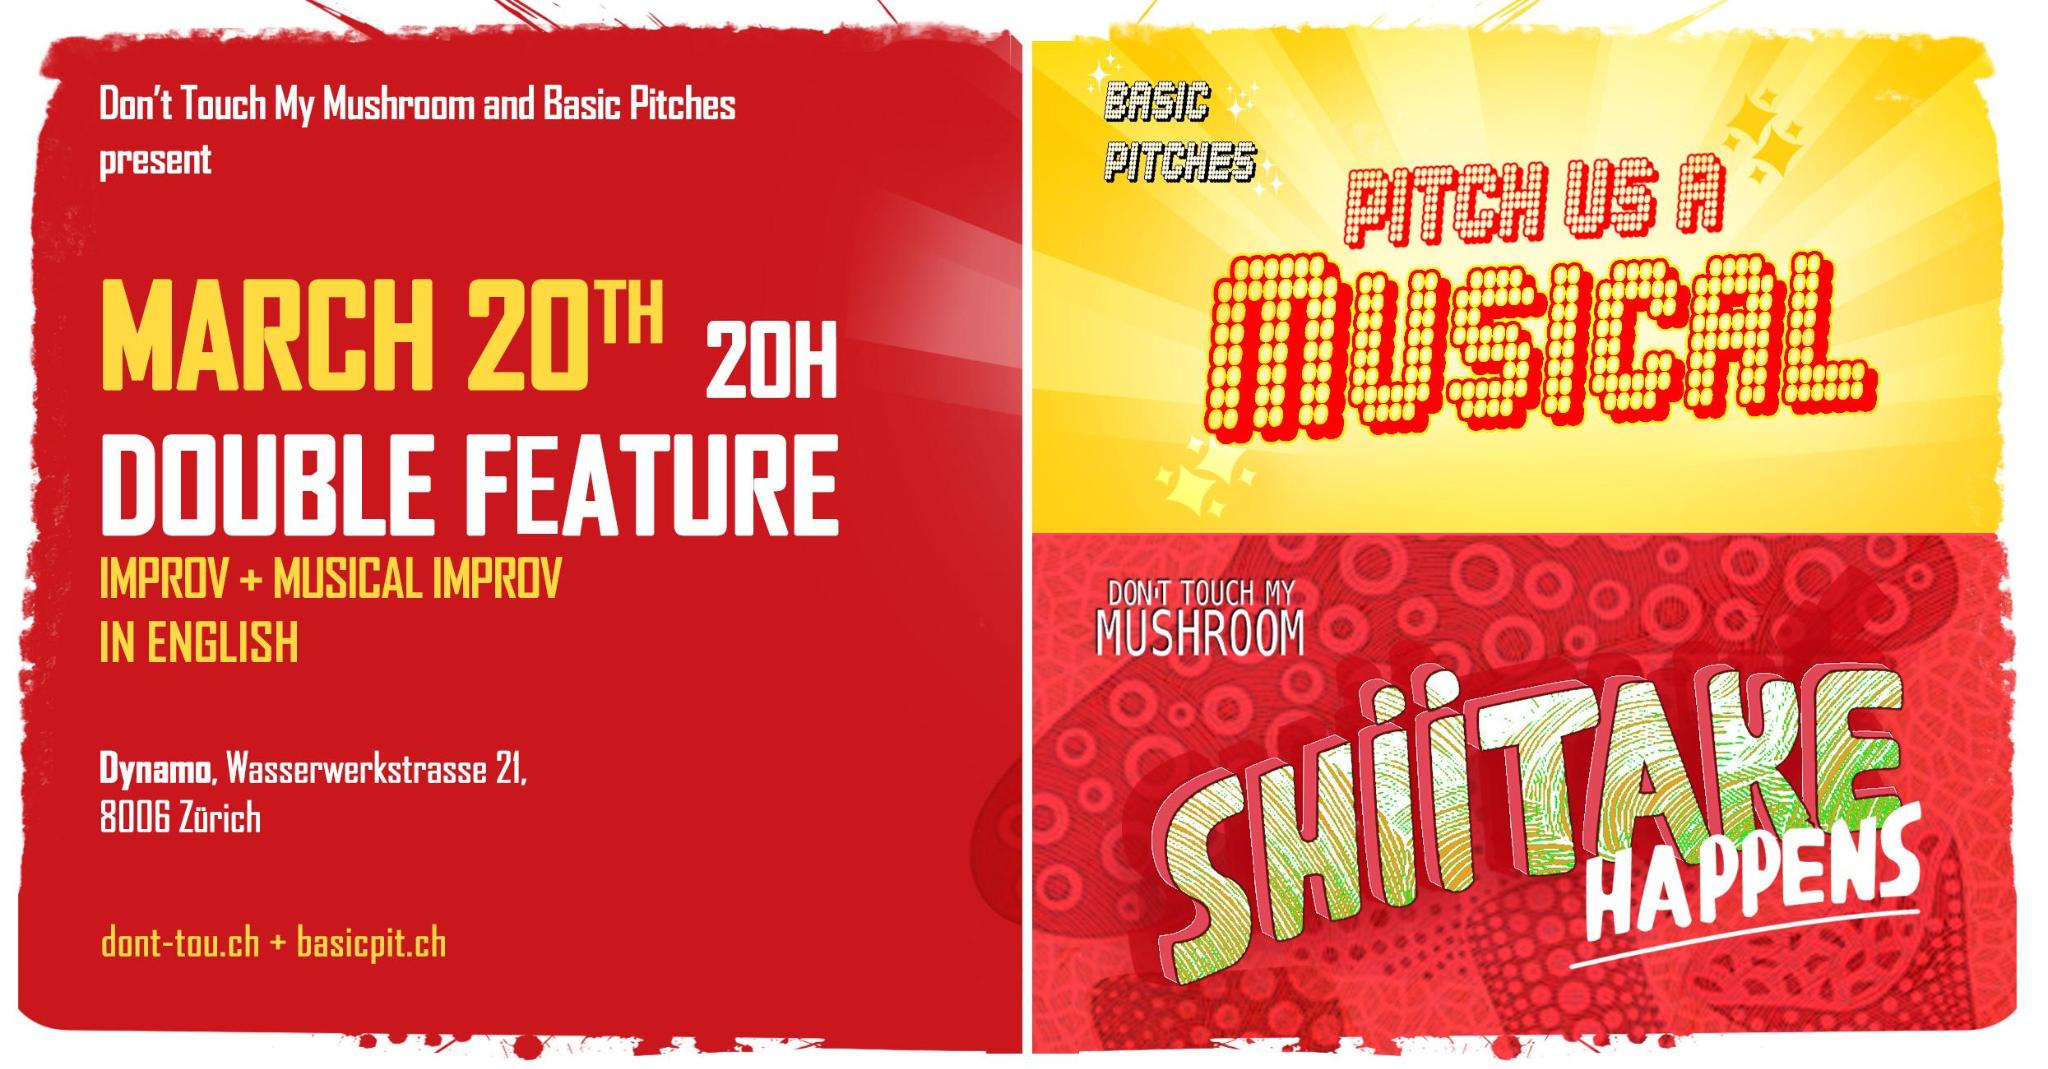 Don't Touch My Mushroom and Basic Pitches
present
MARCH 20TH 20H
DOUBLE FEATURE
IMPROV + MUSICAL IMPROV
IN ENGLISH
Dynamo, Wasserwerkstrasse 21,
8006 Zürich
dont-tou.ch + basicpit.ch
BASIC
PITCHES
PITCH US A
MUSICAL
DON'T TOUCH MY
MUSHROOM
SHIITAKE
HAPPENS